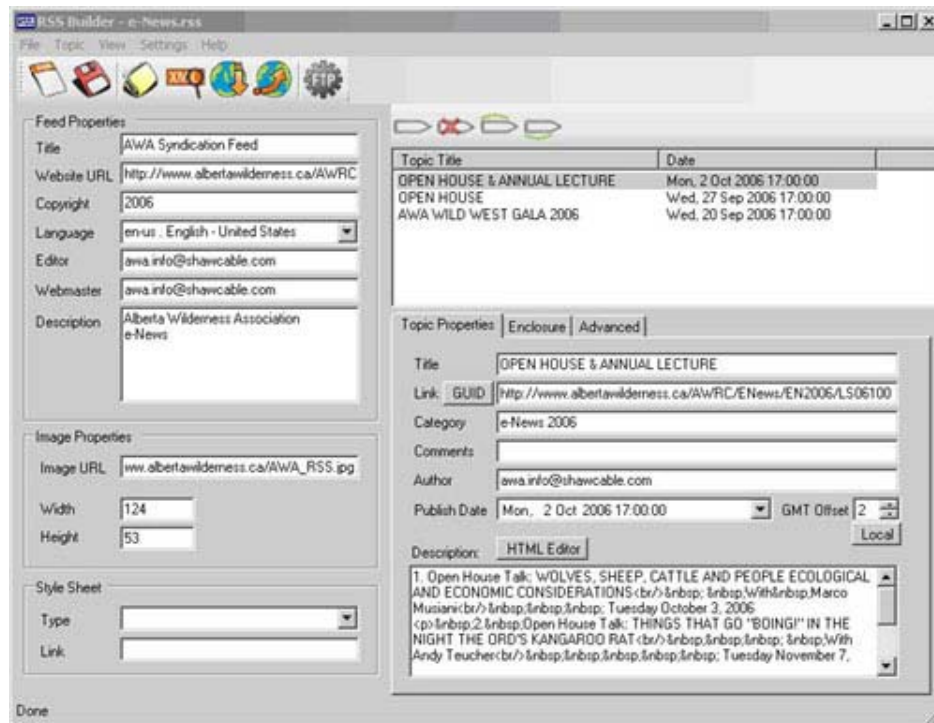 RSS Builder - e-News.rss
File Topic View Settings Help
XML
FTP
Feed Properties
Title AWA Syndication Feed
Website URL http://www.albertawilderness.ca/AWRC
Copyright 2006
Language en-us . English - United States
Editor awa.info@shawcable.com
Webmaster awa.info@shawcable.com
Description Alberta Wilderness Association
e-News
Image Properties
Image URL ww.albertawilderness.ca/AWA_RSS.jpg
Width 124
Height 53
Style Sheet
Type
Link
Topic Title Date
OPEN HOUSE & ANNUAL LECTURE Mon, 2 Oct 2006 17:00:00
OPEN HOUSE Wed, 27 Sep 2006 17:00:00
AWA WILD WEST GALA 2006 Wed, 20 Sep 2006 17:00:00
Topic Properties Enclosure Advanced
Title OPEN HOUSE & ANNUAL LECTURE
Link GUID http://www.albertawilderness.ca/AWRC/ENews/EN2006/LS06100
Category e-News 2006
Comments
Author awa.info@shawcable.com
Publish Date Mon, 2 Oct 2006 17:00:00 GMT Offset 2
Local
Description: HTML Editor
1. Open House Talk: WOLVES, SHEEP, CATTLE AND PEOPLE ECOLOGICAL
AND ECONOMIC CONSIDERATIONS<br/>&nbsp; &nbsp;With&nbsp;Marco
Musiani<br/>&nbsp;&nbsp;&nbsp; Tuesday October 3, 2006
<p>&nbsp;2.&nbsp;Open House Talk: THINGS THAT GO "BOING!" IN THE
NIGHT THE ORD'S KANGAROO RAT<br/>&nbsp;&nbsp;&nbsp; &nbsp;With
Andy Teucher<br/>&nbsp;&nbsp;&nbsp;&nbsp;&nbsp; Tuesday November 7,
Done